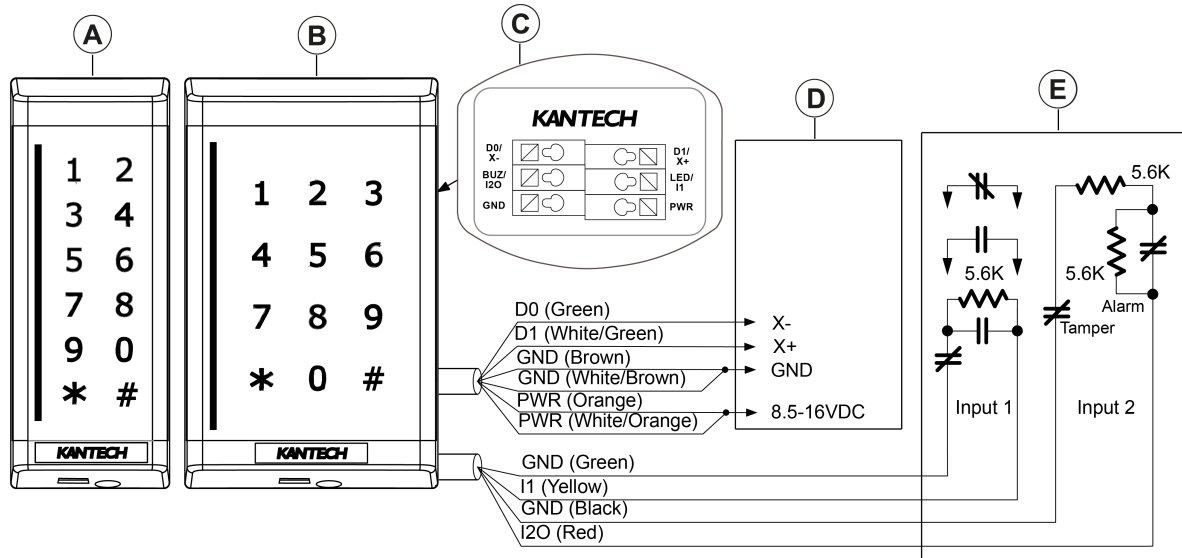 A
B
C
D
E
1 2
3 4
5 6
7 8
9 0
* #
KANTECH
1 2 3
4 5 6
7 8 9
* 0 #
KANTECH
KANTECH
D0/
X-
BUZ/
I2O
GND
D1/
X+
LED/
I1
PWR
D0 (Green)
D1 (White/Green)
GND (Brown)
GND (White/Brown)
PWR (Orange)
PWR (White/Orange)
X-
X+
GND
8.5-16VDC
GND (Green)
I1 (Yellow)
GND (Black)
I2O (Red)
5.6K
Input 1
5.6K
5.6K
Alarm
Tamper
Input 2